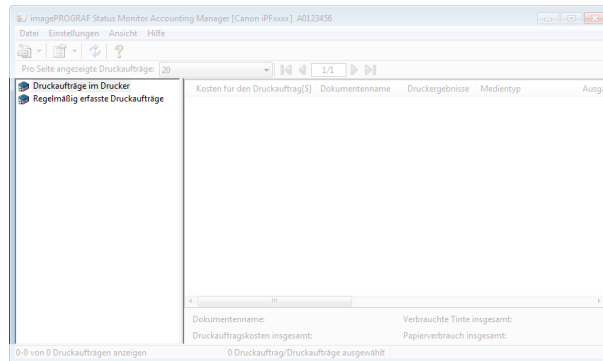 imagePROGRAF Status Monitor Accounting Manager [Canon iPFxxxx] A0123456
Datei Einstellungen Ansicht Hilfe
Pro Seite angezeigte Druckaufträge: 20 1/1
Druckaufträge im Drucker
Regelmäßig erfasste Druckaufträge
Kosten für den Druckauftrag[$] Dokumentenname Druckergebnisse Medientyp Ausga
Dokumentenname: Verbrauchte Tinte insgesamt:
Druckauftragskosten insgesamt: Papierverbrauch insgesamt:
0-0 von 0 Druckaufträgen anzeigen 0 Druckauftrag/Druckaufträge ausgewählt